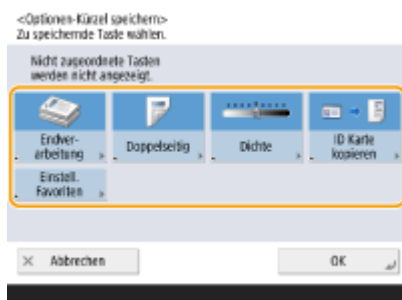 <Optionen-Kürzel speichern>
Zu speichernde Taste wählen.
Nicht zugeordnete Tasten
werden nicht angezeigt.
Endver-
arbeitung
Doppelseitig
Dichte
ID Karte
kopieren
Einstell.
Favoriten
× Abbrechen
OK